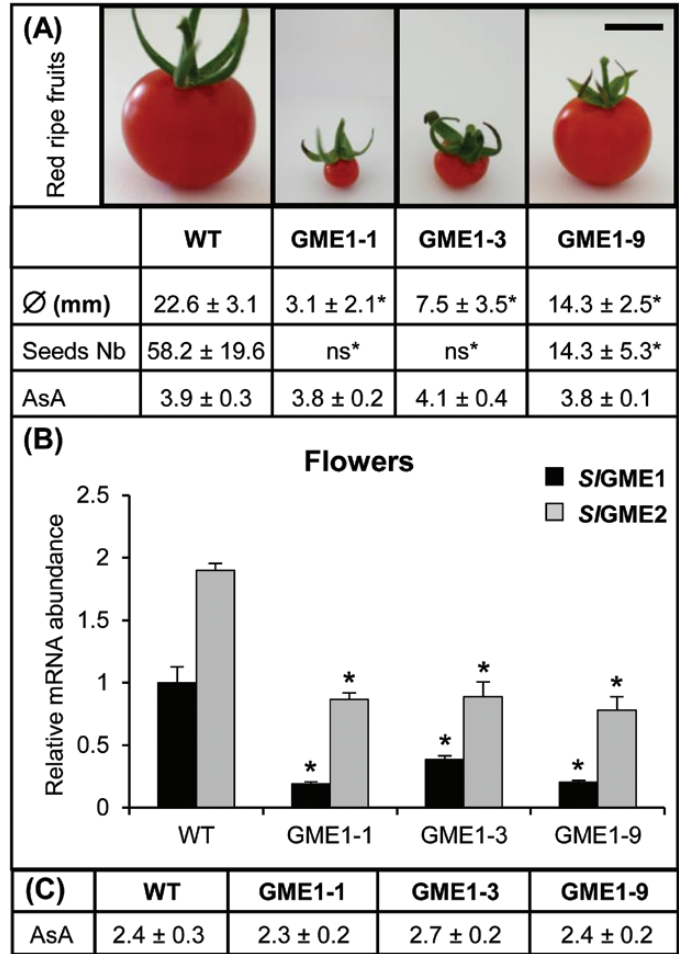 (A)
Red ripe fruits
WT GME1-1 GME1-3 GME1-9
Ø (mm) 22.6 ± 3.1 3.1 ± 2.1* 7.5 ± 3.5* 14.3 ± 2.5*
Seeds Nb 58.2 ± 19.6 ns* ns* 14.3 ± 5.3*
AsA 3.9 ± 0.3 3.8 ± 0.2 4.1 ± 0.4 3.8 ± 0.1
(B)
Flowers
SlGME1
SlGME2
Relative mRNA abundance
2.5
2
1.5
1
0.5
0
* * *
* * *
WT GME1-1 GME1-3 GME1-9
(C) WT GME1-1 GME1-3 GME1-9
AsA 2.4 ± 0.3 2.3 ± 0.2 2.7 ± 0.2 2.4 ± 0.2